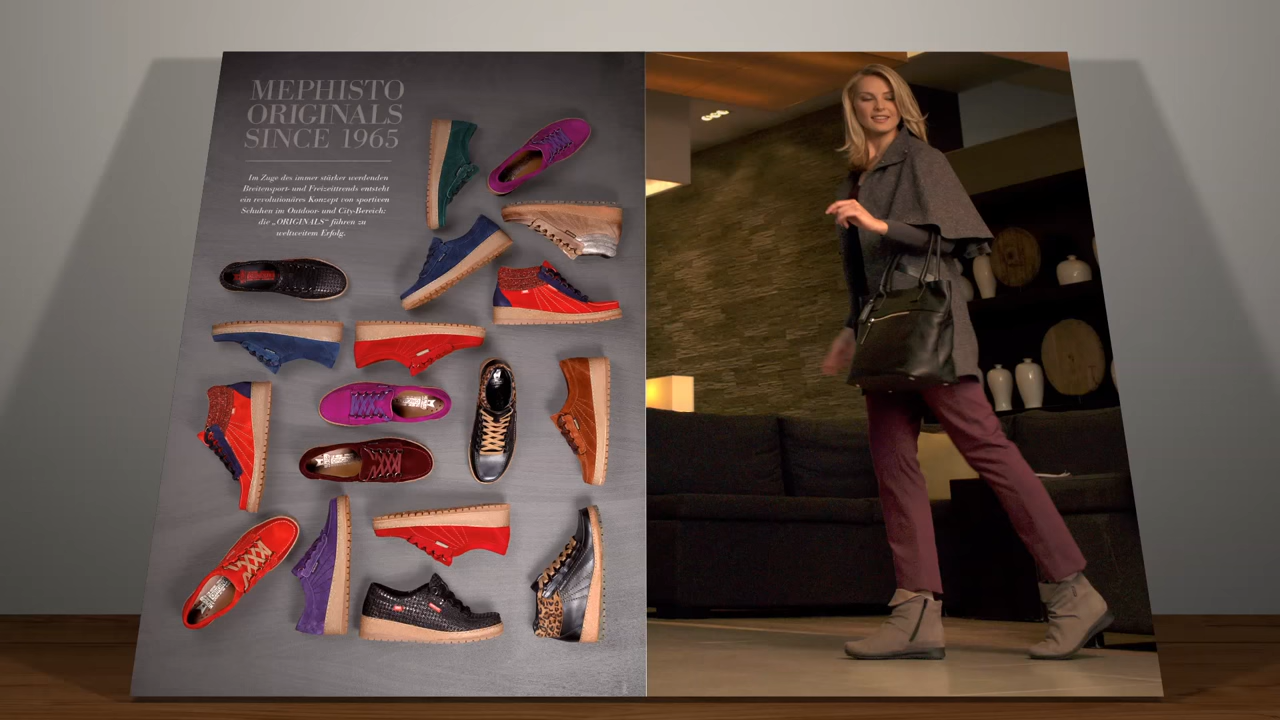 MEPHISTO
ORIGINALS
SINCE 1965
Im Zuge des immer stärker werdenden
Breitensport- und Freizeittrends entsteht
ein revolutionäres Konzept von sportiven
Schuhen im Outdoor- und City-Bereich:
die „ORIGINALS“ führen zu
weltweitem Erfolg.